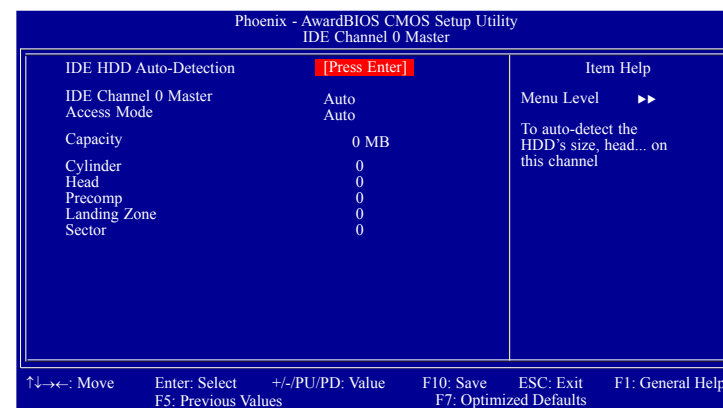 Phoenix - AwardBIOS CMOS Setup Utility
IDE Channel 0 Master
IDE HDD Auto-Detection [Press Enter]
IDE Channel 0 Master Auto
Access Mode Auto
Capacity 0 MB
Cylinder 0
Head 0
Precomp 0
Landing Zone 0
Sector 0
Item Help
Menu Level ▸▸
To auto-detect the
HDD's size, head... on
this channel
↑↓→←: Move Enter: Select +/-/PU/PD: Value F10: Save ESC: Exit F1: General Help
F5: Previous Values F7: Optimized Defaults